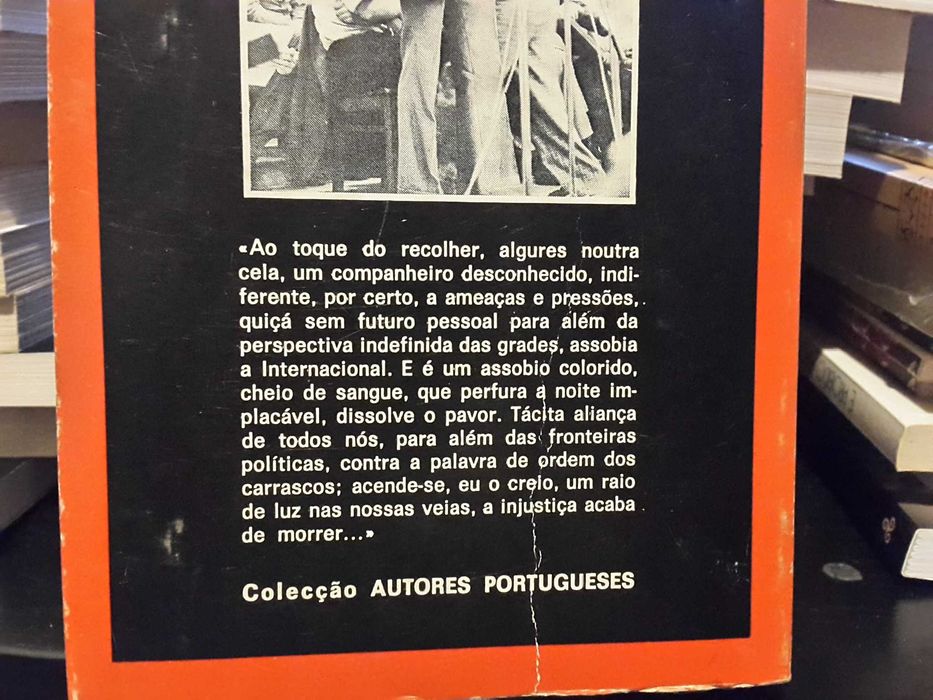 «Ao toque do recolher, algures noutra
cela, um companheiro desconhecido, indi-
ferente, por certo, a ameaças e pressões,
quiçá sem futuro pessoal para além da
perspectiva indefinida das grades, assobia
a Internacional. E é um assobio colorido,
cheio de sangue, que perfura a noite im-
placável, dissolve o pavor. Tácita aliança
de todos nós, para além das fronteiras
políticas, contra a palavra de ordem dos
carrascos; acende-se, eu o creio, um raio
de luz nas nossas veias, a injustiça acaba
de morrer...»
Colecção AUTORES PORTUGUESES